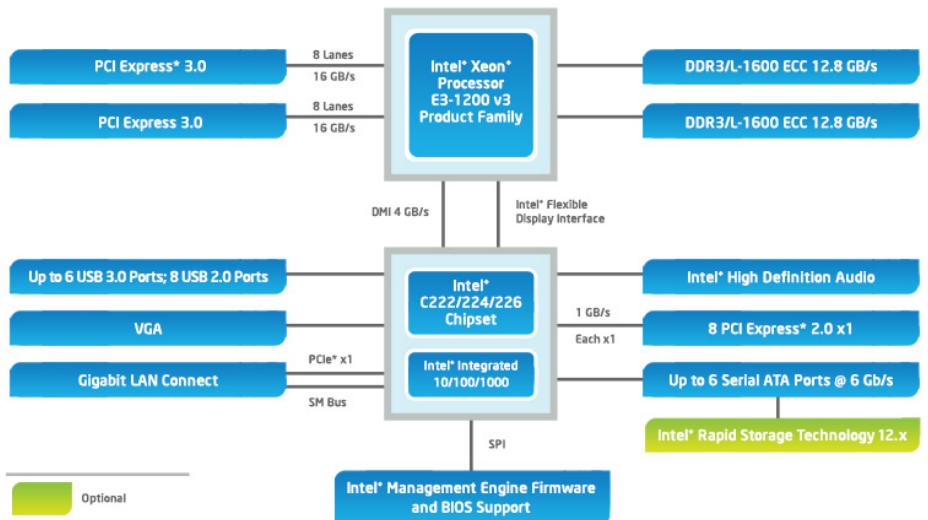 PCI Express* 3.0
8 Lanes
16 GB/s
PCI Express 3.0
8 Lanes
16 GB/s
Intel* Xeon*
Processor
E3-1200 v3
Product Family
DDR3/L-1600 ECC 12.8 GB/s
DDR3/L-1600 ECC 12.8 GB/s
DMI 4 GB/s
Intel* Flexible
Display Interface
Up to 6 USB 3.0 Ports; 8 USB 2.0 Ports
VGA
Gigabit LAN Connect
PCIe* x1
SM Bus
Intel*
C222/224/226
Chipset
Intel* Integrated
10/100/1000
Intel* High Definition Audio
1 GB/s
Each x1
8 PCI Express* 2.0 x1
Up to 6 Serial ATA Ports @ 6 Gb/s
Intel* Rapid Storage Technology 12.x
SPI
Intel* Management Engine Firmware
and BIOS Support
Optional